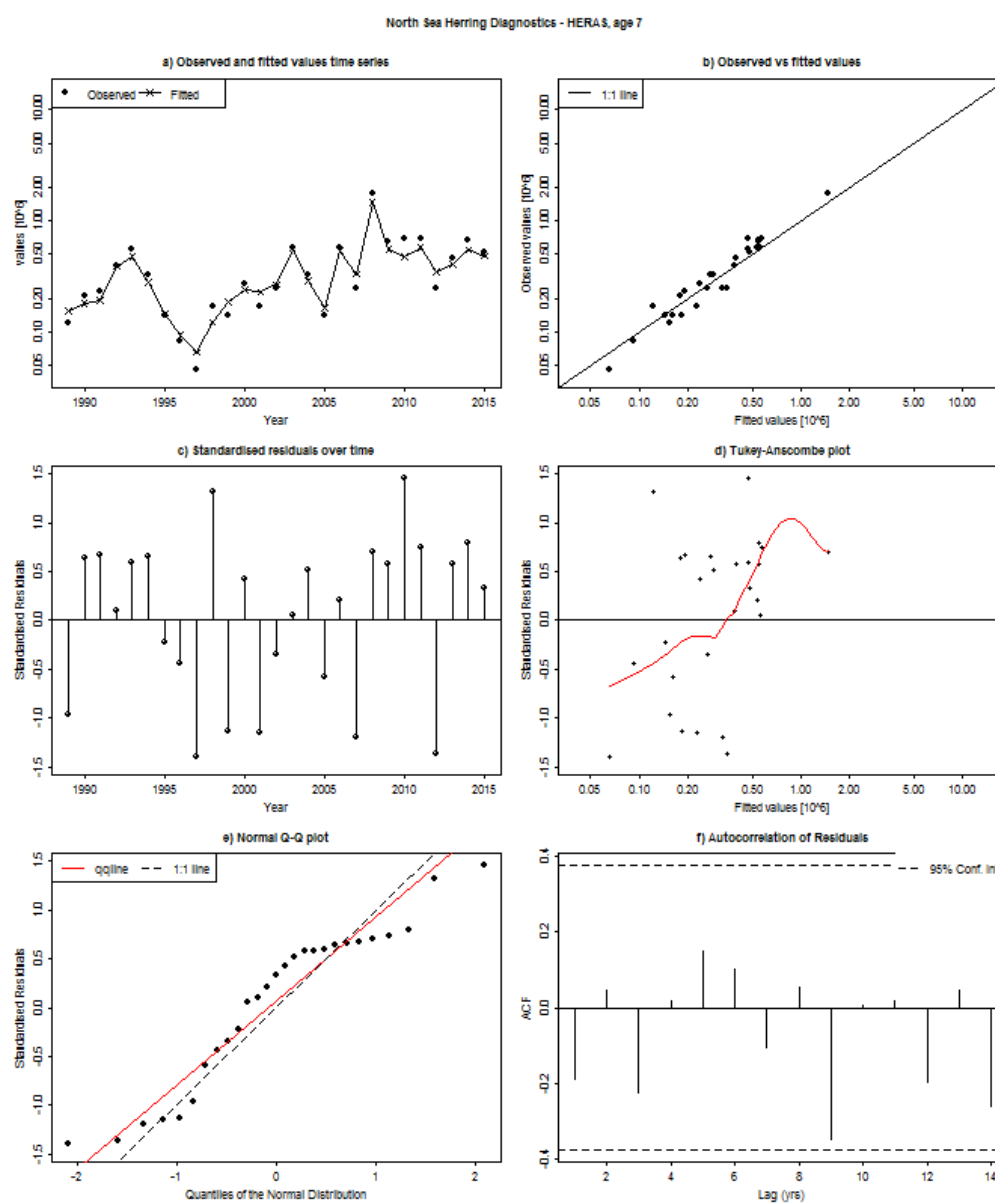 North Sea Herring Diagnostics - HERAS, age 7
a) Observed and fitted values time series
Observed Fitted
values [10^6]
0.05 0.10 0.20 0.50 1.00 2.00 5.00 10.00
1990 1995 2000 2005 2010 2015
Year
b) Observed vs fitted values
1:1 line
Observed values [10^6]
0.05 0.10 0.20 0.50 1.00 2.00 5.00 10.00
0.05 0.10 0.20 0.50 1.00 2.00 5.00 10.00
Fitted values [10^6]
c) Standardised residuals over time
Standardised Residuals
-1.5 -1.0 -0.5 0.0 0.5 1.0 1.5
1990 1995 2000 2005 2010 2015
Year
d) Tukey-Anscombe plot
Standardised Residuals
-1.5 -1.0 -0.5 0.0 0.5 1.0 1.5
0.05 0.10 0.20 0.50 1.00 2.00 5.00 10.00
Fitted values [10^6]
e) Normal Q-Q plot
qqline 1:1 line
Standardised Residuals
-1.5 -1.0 -0.5 0.0 0.5 1.0 1.5
-2 -1 0 1 2
Quantiles of the Normal Distribution
f) Autocorrelation of Residuals
95% Conf. Int
ACF
-0.4 -0.2 0.0 0.2 0.4
2 4 6 8 10 12 14
Lag (yrs)